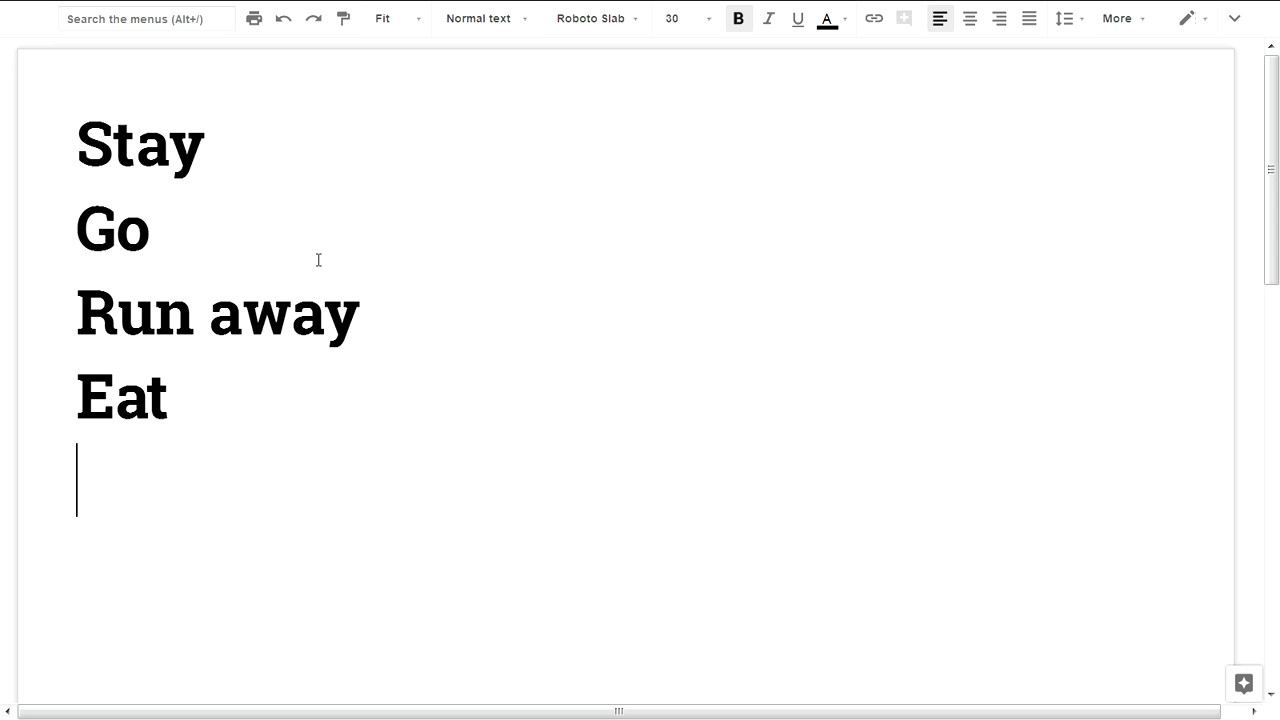 Search the menus (Alt+/) Fit Normal text Roboto Slab 30 B I U A More
Stay
Go
Run away
Eat